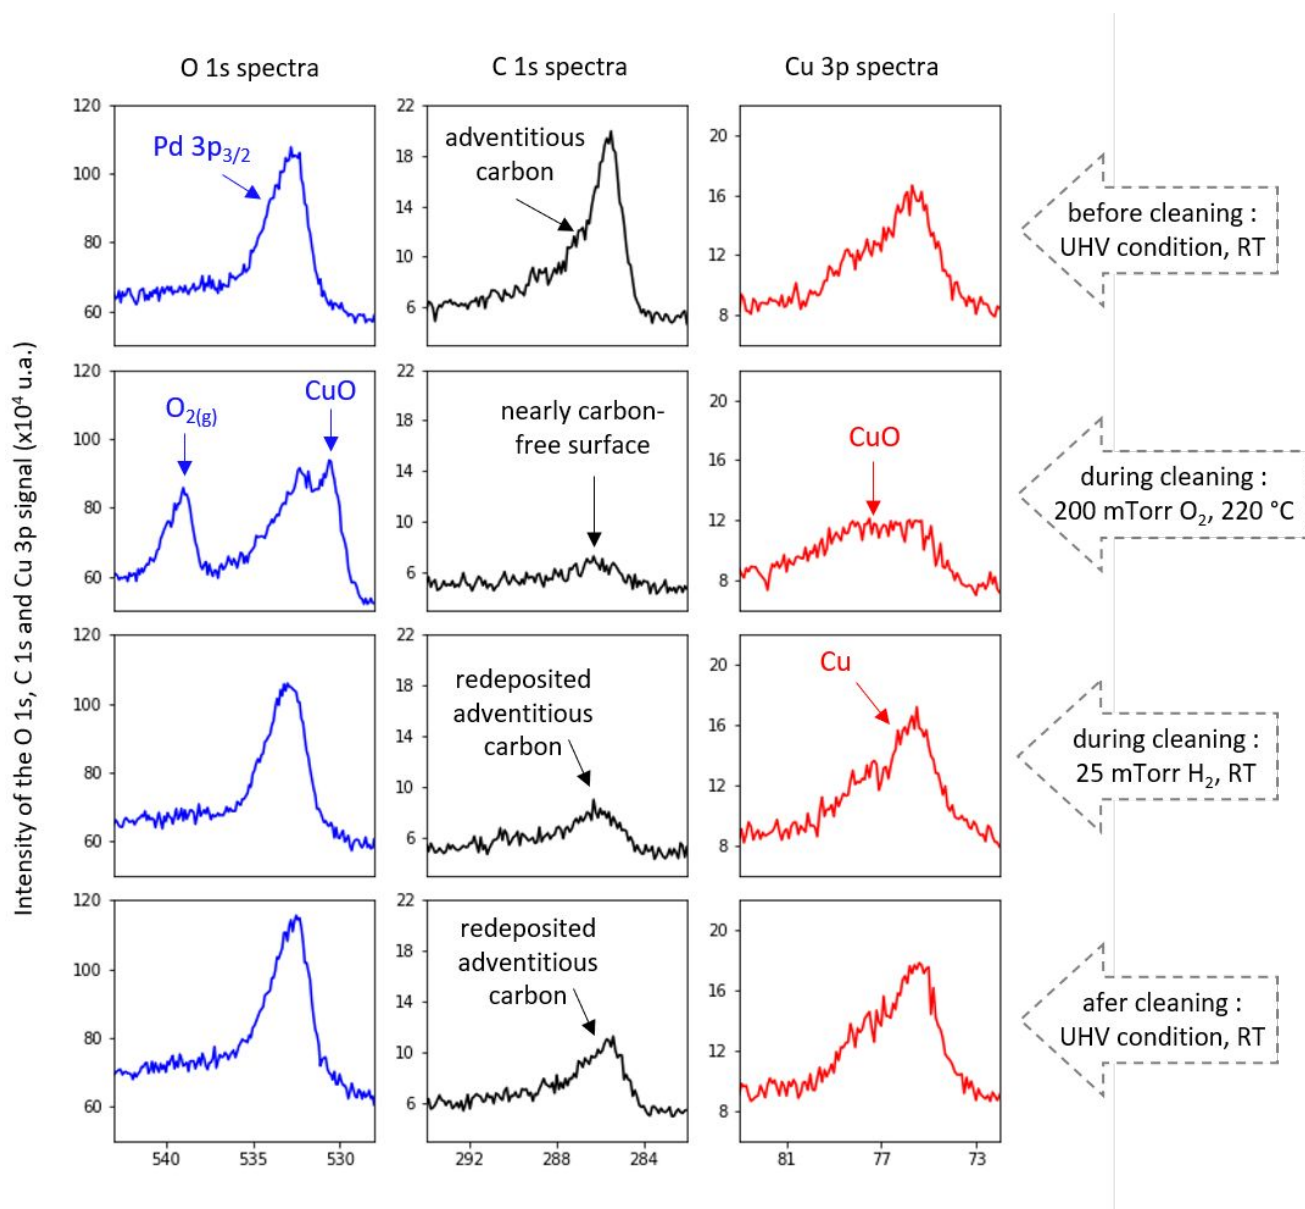 O 1s spectra
C 1s spectra
Cu 3p spectra
Intensity of the O 1s, C 1s and Cu 3p signal (x10⁴ u.a.)
120
100
80
60
Pd 3p₃/₂
22
18
14
10
6
adventitious
carbon
20
16
12
8
before cleaning :
UHV condition, RT
120
100
80
60
O₂(g)
CuO
22
18
14
10
6
nearly carbon-
free surface
20
16
12
8
CuO
during cleaning :
200 mTorr O₂, 220 °C
120
100
80
60
22
18
14
10
6
redeposited
adventitious
carbon
20
16
12
8
Cu
during cleaning :
25 mTorr H₂, RT
120
100
80
60
540
535
530
22
18
14
10
6
redeposited
adventitious
carbon
292
288
284
20
16
12
8
81
77
73
afer cleaning :
UHV condition, RT